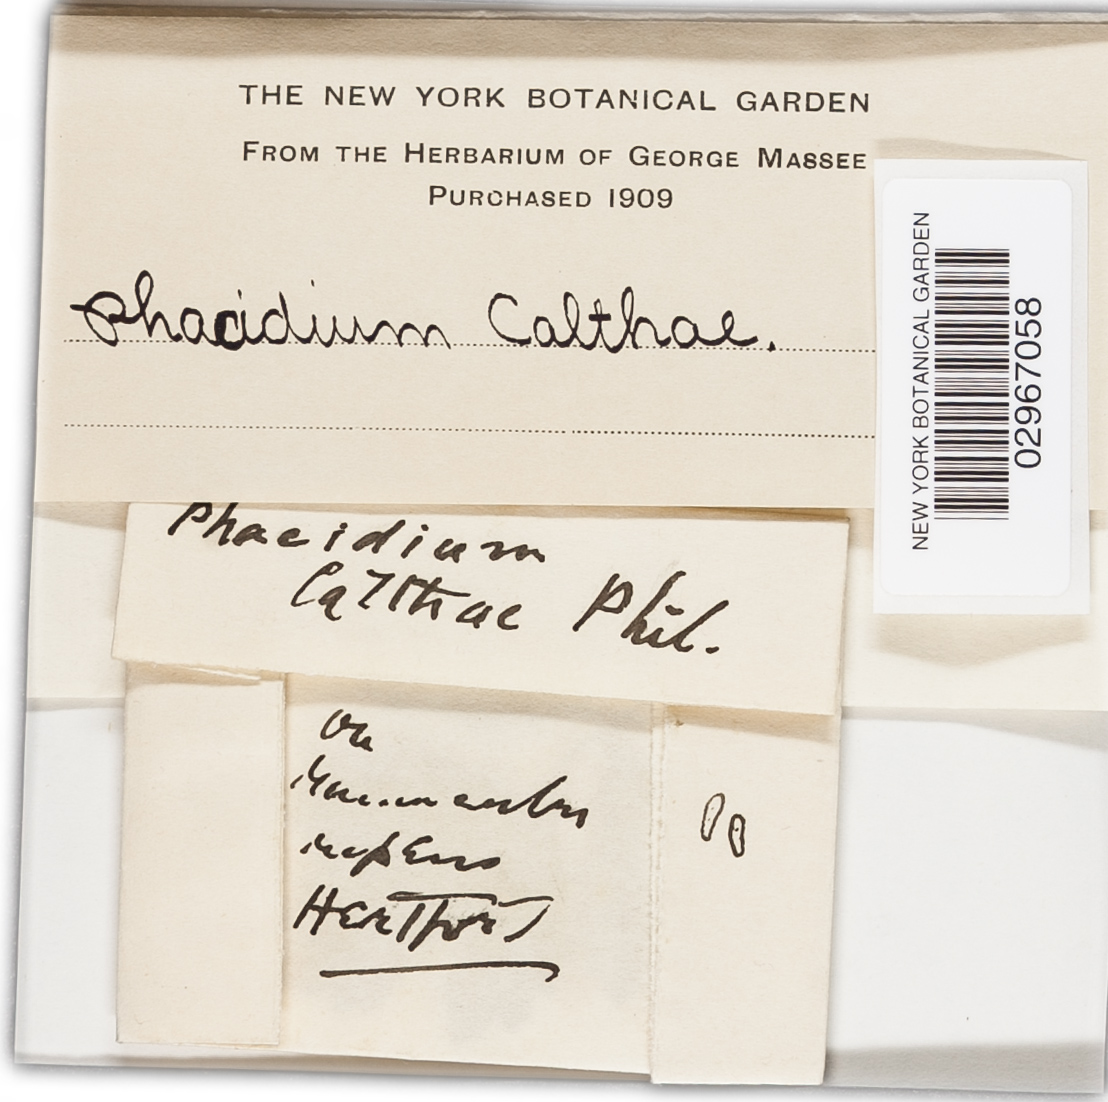 THE NEW YORK BOTANICAL GARDEN
FROM THE HERBARIUM OF GEORGE MASSEE
PURCHASED 1909
Phacidium Calthae.
NEW YORK BOTANICAL GARDEN
02967058
Phacidium
Calthae Phil.
on
Hertford